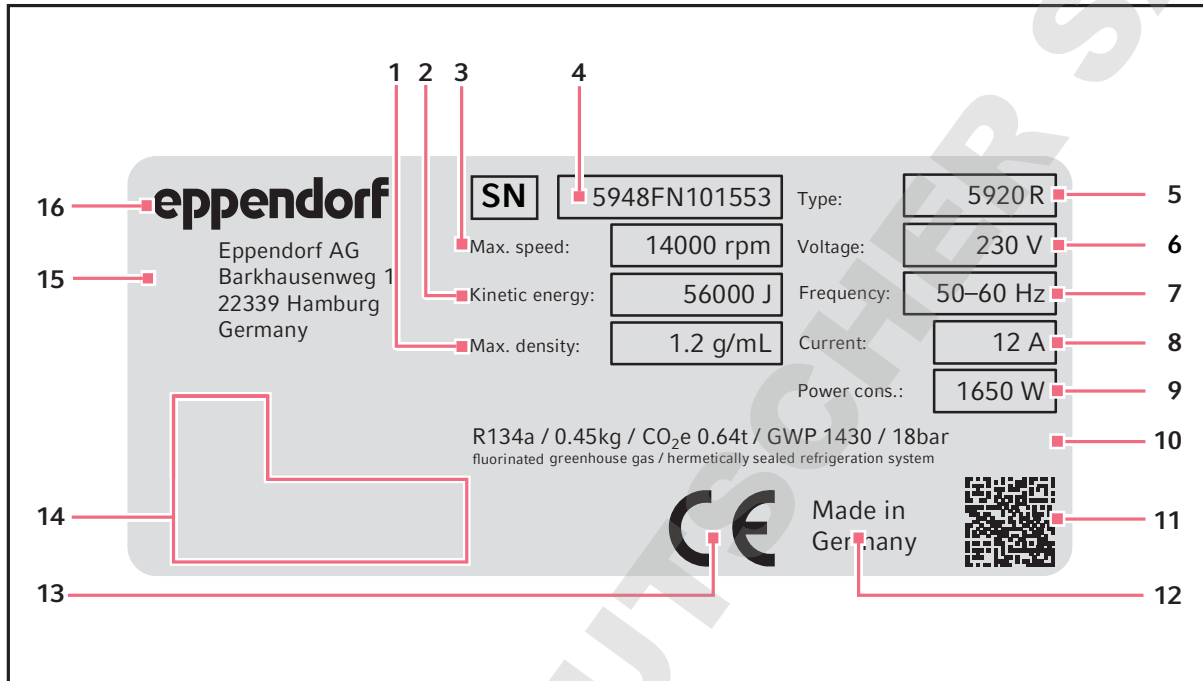 1 2 3 4
16 eppendorf SN 5948FN101553 Type: 5920 R 5
15 Eppendorf AG
Barkhausenweg 1
22339 Hamburg
Germany
Max. speed: 14000 rpm Voltage: 230 V 6
Kinetic energy: 56000 J Frequency: 50–60 Hz 7
Max. density: 1.2 g/mL Current: 12 A 8
Power cons.: 1650 W 9
R134a / 0.45kg / CO₂e 0.64t / GWP 1430 / 18bar 10
fluorinated greenhouse gas / hermetically sealed refrigeration system
14 CE Made in
Germany 11
13 12
UTSCHER